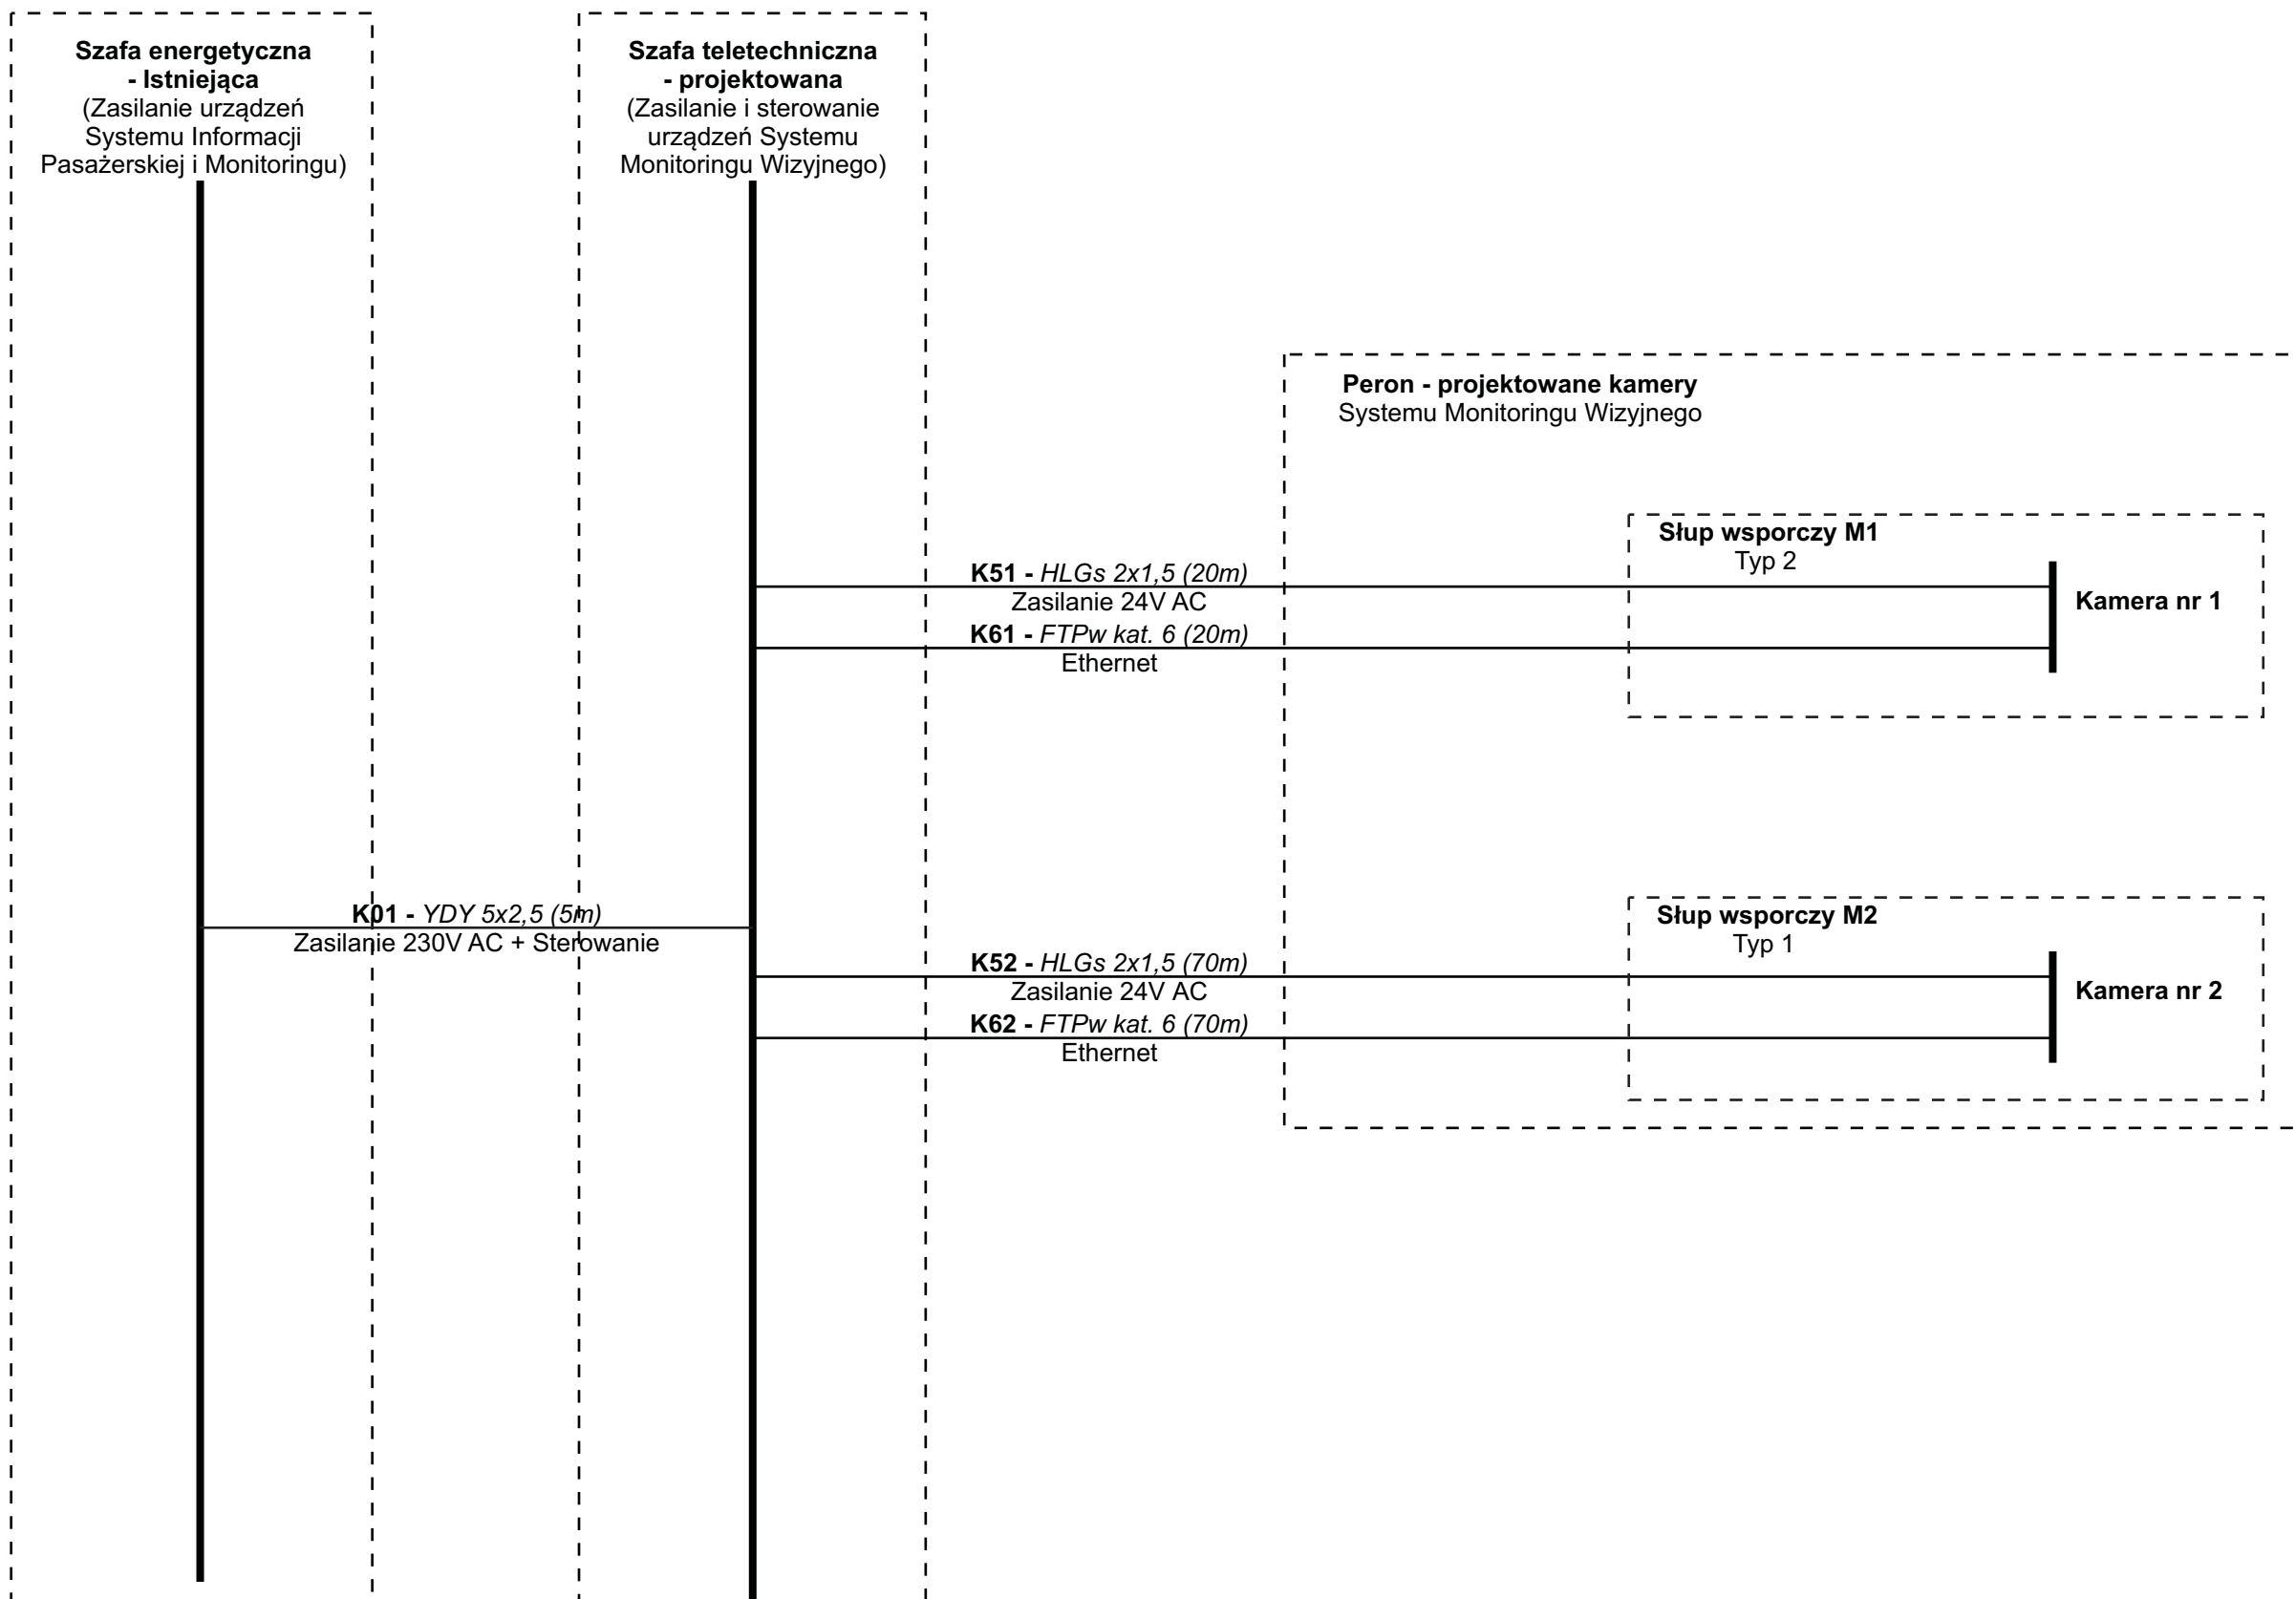 Szafa energetyczna
- Istniejąca
(Zasilanie urządzeń
Systemu Informacji
Pasażerskiej i Monitoringu)
Szafa teletechniczna
- projektowana
(Zasilanie i sterowanie
urządzeń Systemu
Monitoringu Wizyjnego)
Peron - projektowane kamery
Systemu Monitoringu Wizyjnego
Słup wsporczy M1
Typ 2
K51 - HLGs 2x1,5 (20m)
Zasilanie 24V AC
Kamera nr 1
K61 - FTPw kat. 6 (20m)
Ethernet
K01 - YDY 5x2,5 (5m)
Zasilanie 230V AC + Sterowanie
Słup wsporczy M2
Typ 1
K52 - HLGs 2x1,5 (70m)
Zasilanie 24V AC
Kamera nr 2
K62 - FTPw kat. 6 (70m)
Ethernet